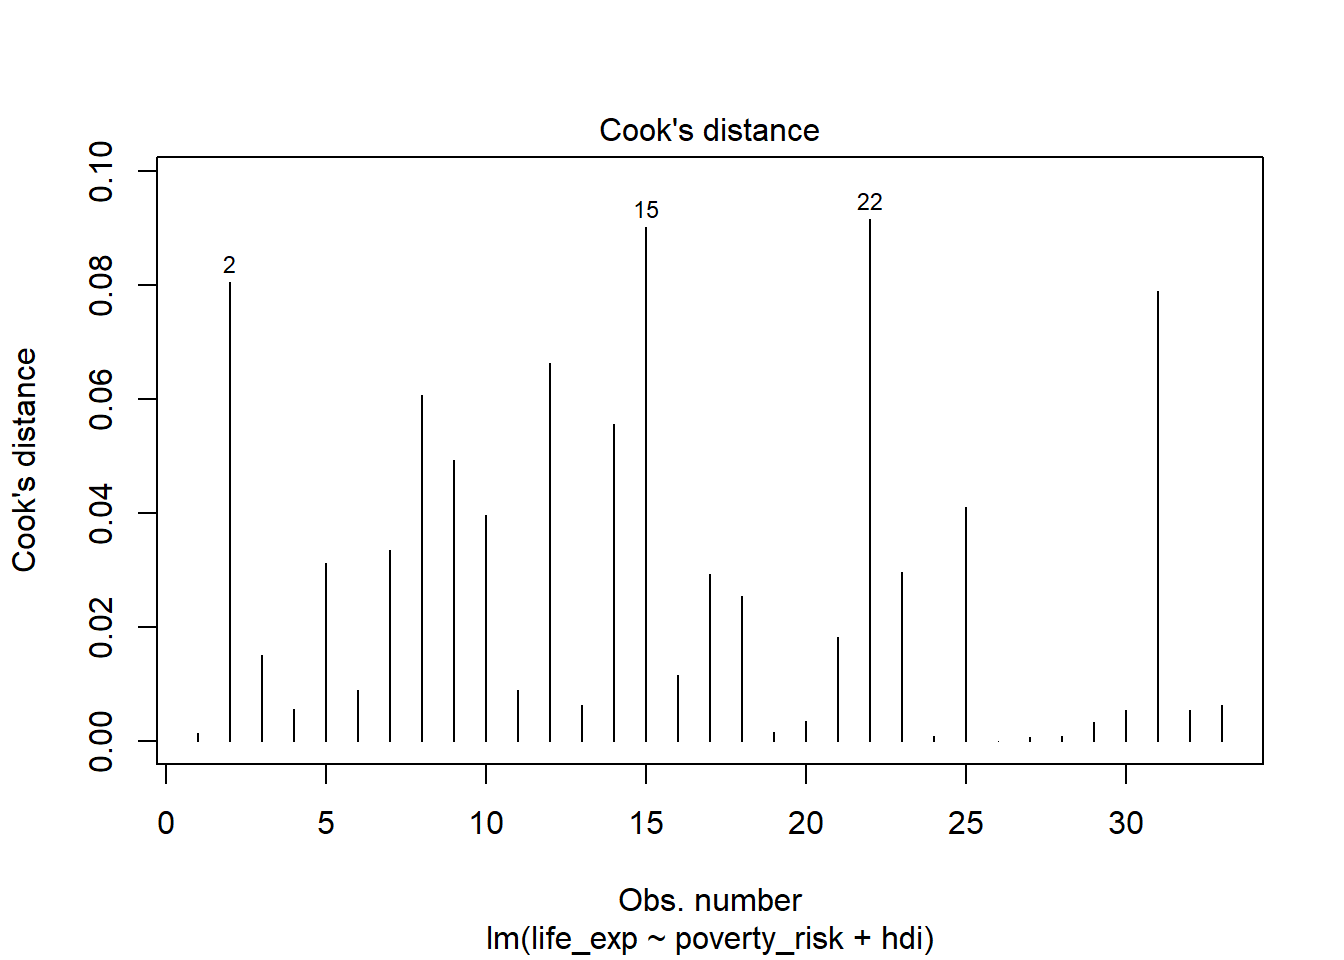 Cook's distance
0.10
0.08
0.06
0.04
0.02
0.00
Cook's distance
2
15
22
0 5 10 15 20 25 30
Obs. number
lm(life_exp ~ poverty_risk + hdi)